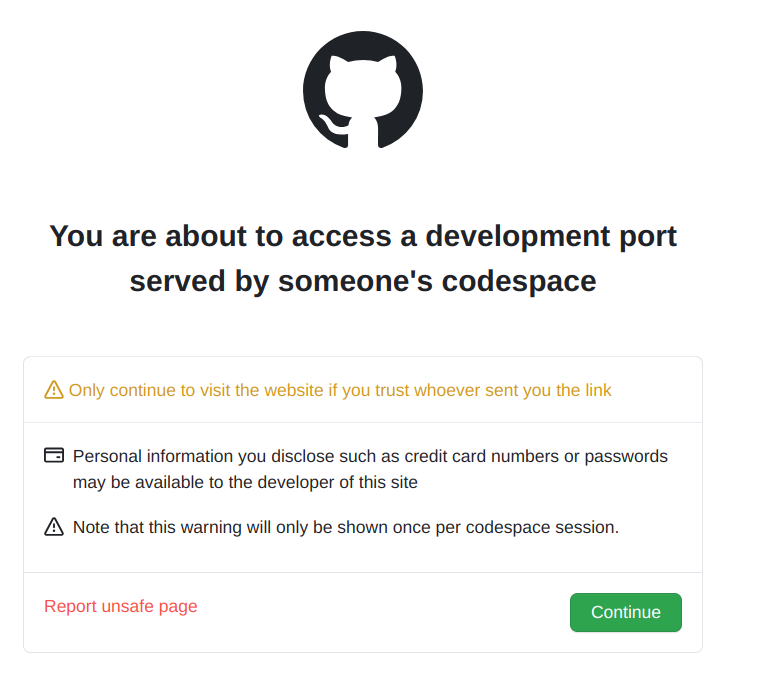 You are about to access a development port
served by someone's codespace
Only continue to visit the website if you trust whoever sent you the link
Personal information you disclose such as credit card numbers or passwords
may be available to the developer of this site
Note that this warning will only be shown once per codespace session.
Report unsafe page
Continue